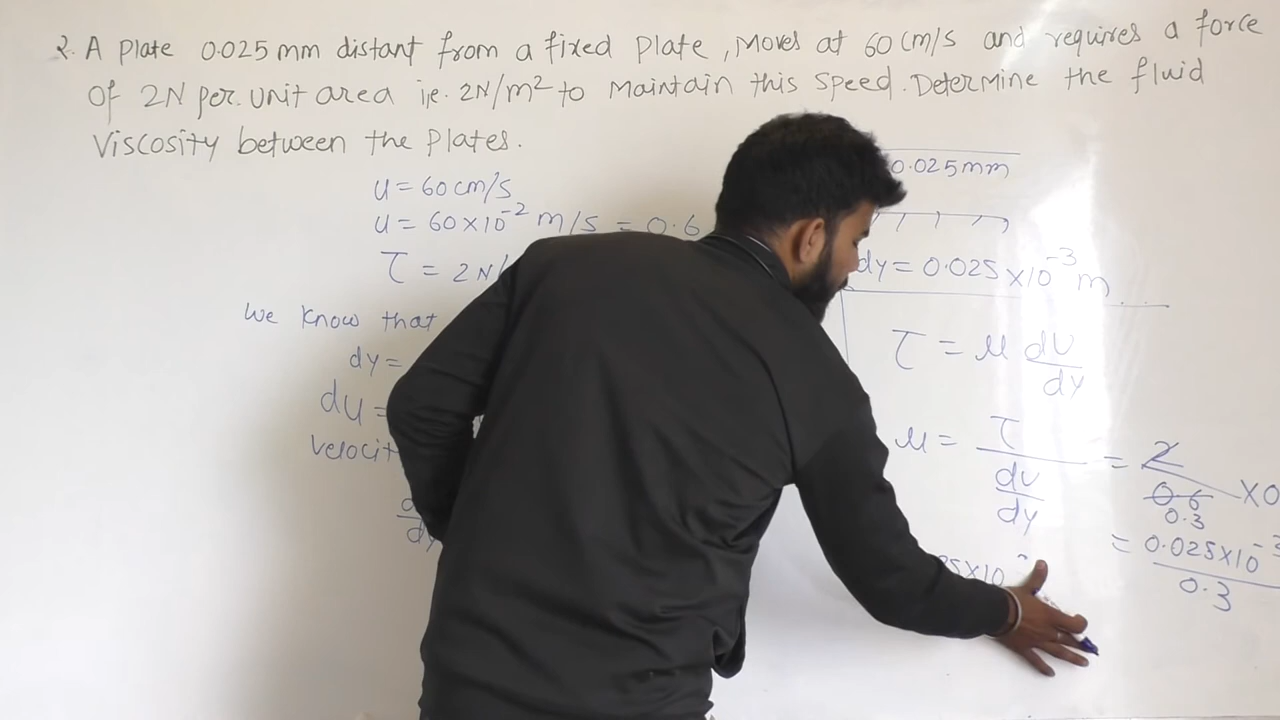 2. A Plate 0.025 mm distant from a fixed Plate, Moves at 60 cm/s and requires a force
Of 2N per. unit area i.e. 2N/m² to Maintain this Speed. Determine the fluid
Viscosity between the Plates.
u = 60 cm/s
u = 60×10⁻² m/s = 0.6
τ = 2N/
We know that
dy =
du =
velocit
0.025mm
dy = 0.025×10⁻³ m
τ = μ du/dy
μ = τ / (du/dy) = 2/0.6 ×0
0.3
= 0.025×10⁻³ / 0.3